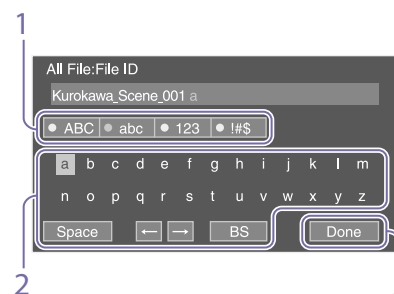 1
All File:File ID
Kurokawa_Scene_001 a
ABC abc 123 !#$
a b c d e f g h i j k l m
n o p q r s t u v w x y z
Space ← → BS Done
2